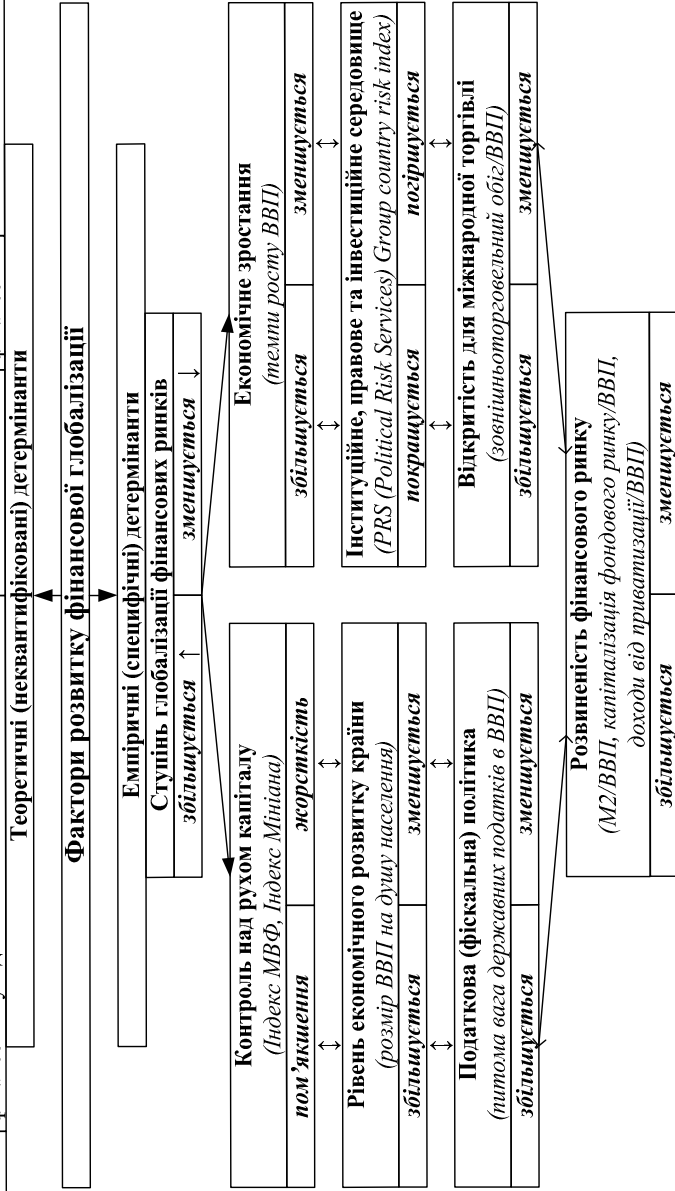 Теоретичні (неквантифіковані) детермінанти
Фактори розвитку фінансової глобалізації
Емпіричні (специфічні) детермінанти
Ступінь глобалізації фінансових ринків
збільшується ↑
зменшується ↓
Контроль над рухом капіталу
(Індекс МВФ, Індекс Мініана)
пом’якшення
жорсткість
Рівень економічного розвитку країни
(розмір ВВП на душу населення)
збільшується
зменшується
Податкова (фіскальна) політика
(питома вага державних податків в ВВП)
збільшується
зменшується
Економічне зростання
(темпи росту ВВП)
збільшується
зменшується
Інституційне, правове та інвестиційне середовище
(PRS (Political Risk Services) Group country risk index)
покращується
погіршується
Відкритість для міжнародної торгівлі
(зовнішньоторговельний обіг/ВВП)
збільшується
зменшується
Розвиненість фінансового ринку
(М2/ВВП, капіталізація фондового ринку/ВВП,
доходи від приватизації/ВВП)
збільшується
зменшується